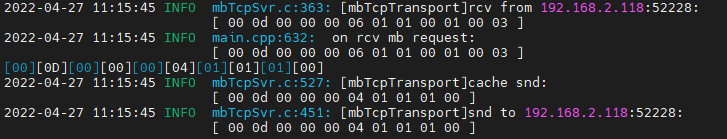 2022-04-27 11:15:45 INFO  mbTcpSvr.c:363: [mbTcpTransport]rcv from 192.168.2.118:52228:
[ 00 0d 00 00 00 06 01 01 00 01 00 03 ]
2022-04-27 11:15:45 INFO  main.cpp:632:  on rcv mb request:
[ 00 0d 00 00 00 06 01 01 00 01 00 03 ]
[00][0D][00][00][00][04][01][01][01][00]
2022-04-27 11:15:45 INFO  mbTcpSvr.c:527: [mbTcpTransport]cache snd:
[ 00 0d 00 00 00 04 01 01 01 00 ]
2022-04-27 11:15:45 INFO  mbTcpSvr.c:451: [mbTcpTransport]snd to 192.168.2.118:52228:
[ 00 0d 00 00 00 04 01 01 01 00 ]